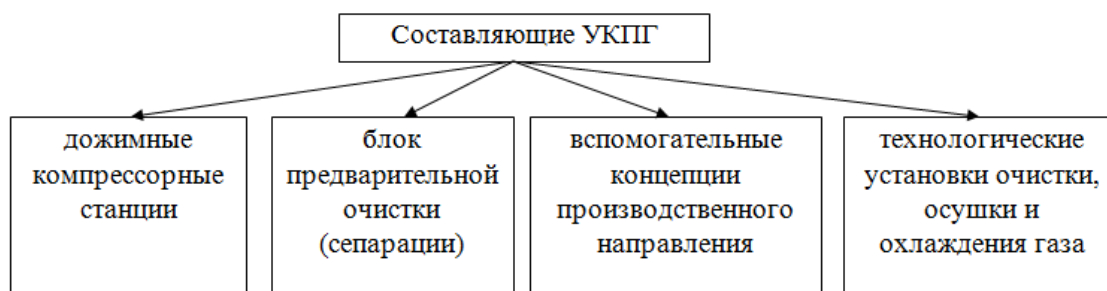 Составляющие УКПГ
дожимные
компрессорные
станции
блок
предварительной
очистки
(сепарации)
вспомогательные
концепции
производственного
направления
технологические
установки очистки,
осушки и
охлаждения газа